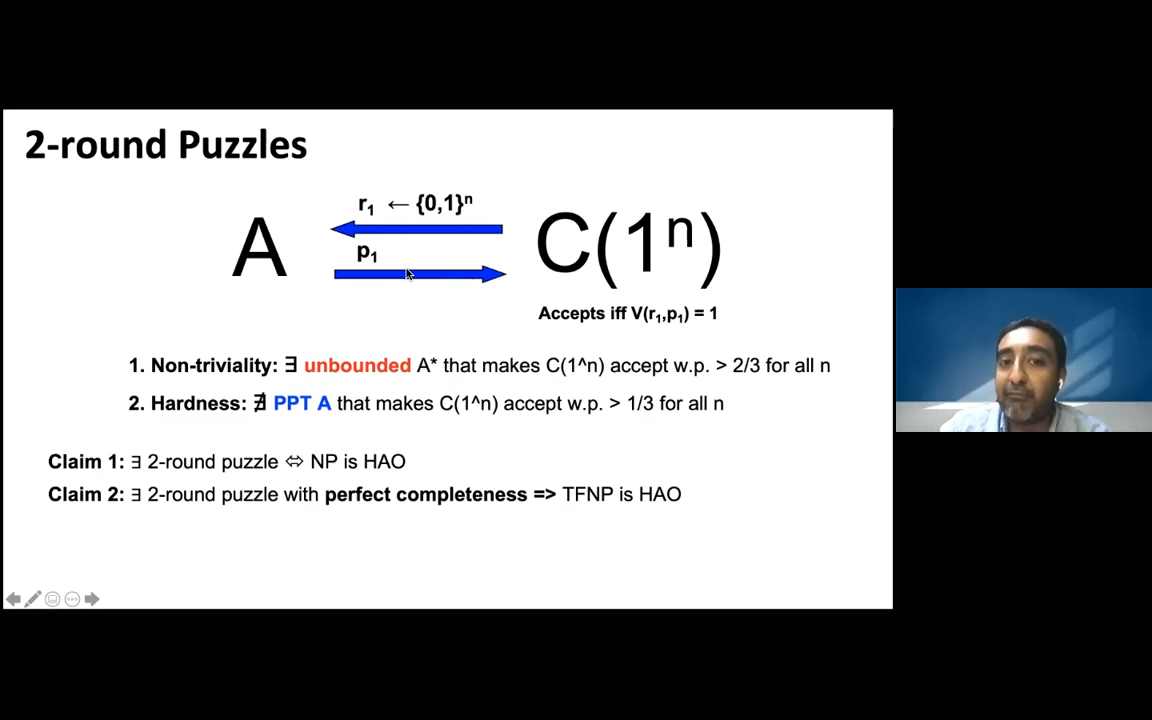 2-round Puzzles
r₁ ← {0,1}ⁿ
A
C(1ⁿ)
p₁
Accepts iff V(r₁,p₁) = 1
1. Non-triviality: ∃ unbounded A* that makes C(1^n) accept w.p. > 2/3 for all n
2. Hardness: ∄ PPT A that makes C(1^n) accept w.p. > 1/3 for all n
Claim 1: ∃ 2-round puzzle ⇔ NP is HAO
Claim 2: ∃ 2-round puzzle with perfect completeness => TFNP is HAO